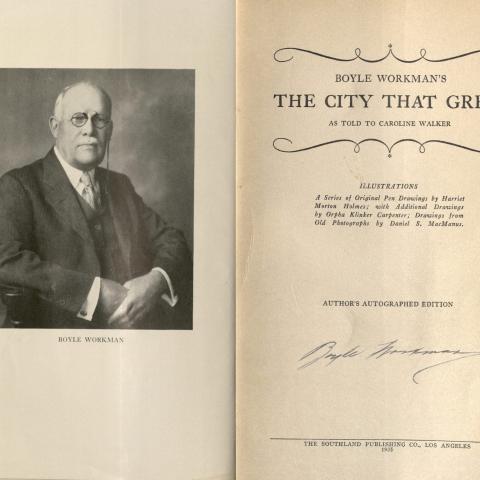 BOYLE WORKMAN
BOYLE WORKMAN'S
THE CITY THAT GRE
AS TOLD TO CAROLINE WALKER
ILLUSTRATIONS
A Series of Original Pen Drawings by Harriet
Morton Holmes; with Additional Drawings
by Orpha Klinker Carpenter; Drawings from
Old Photographs by Daniel S. MacManus.
AUTHOR'S AUTOGRAPHED EDITION
Boyle Workman
THE SOUTHLAND PUBLISHING CO., LOS ANGELES
1935